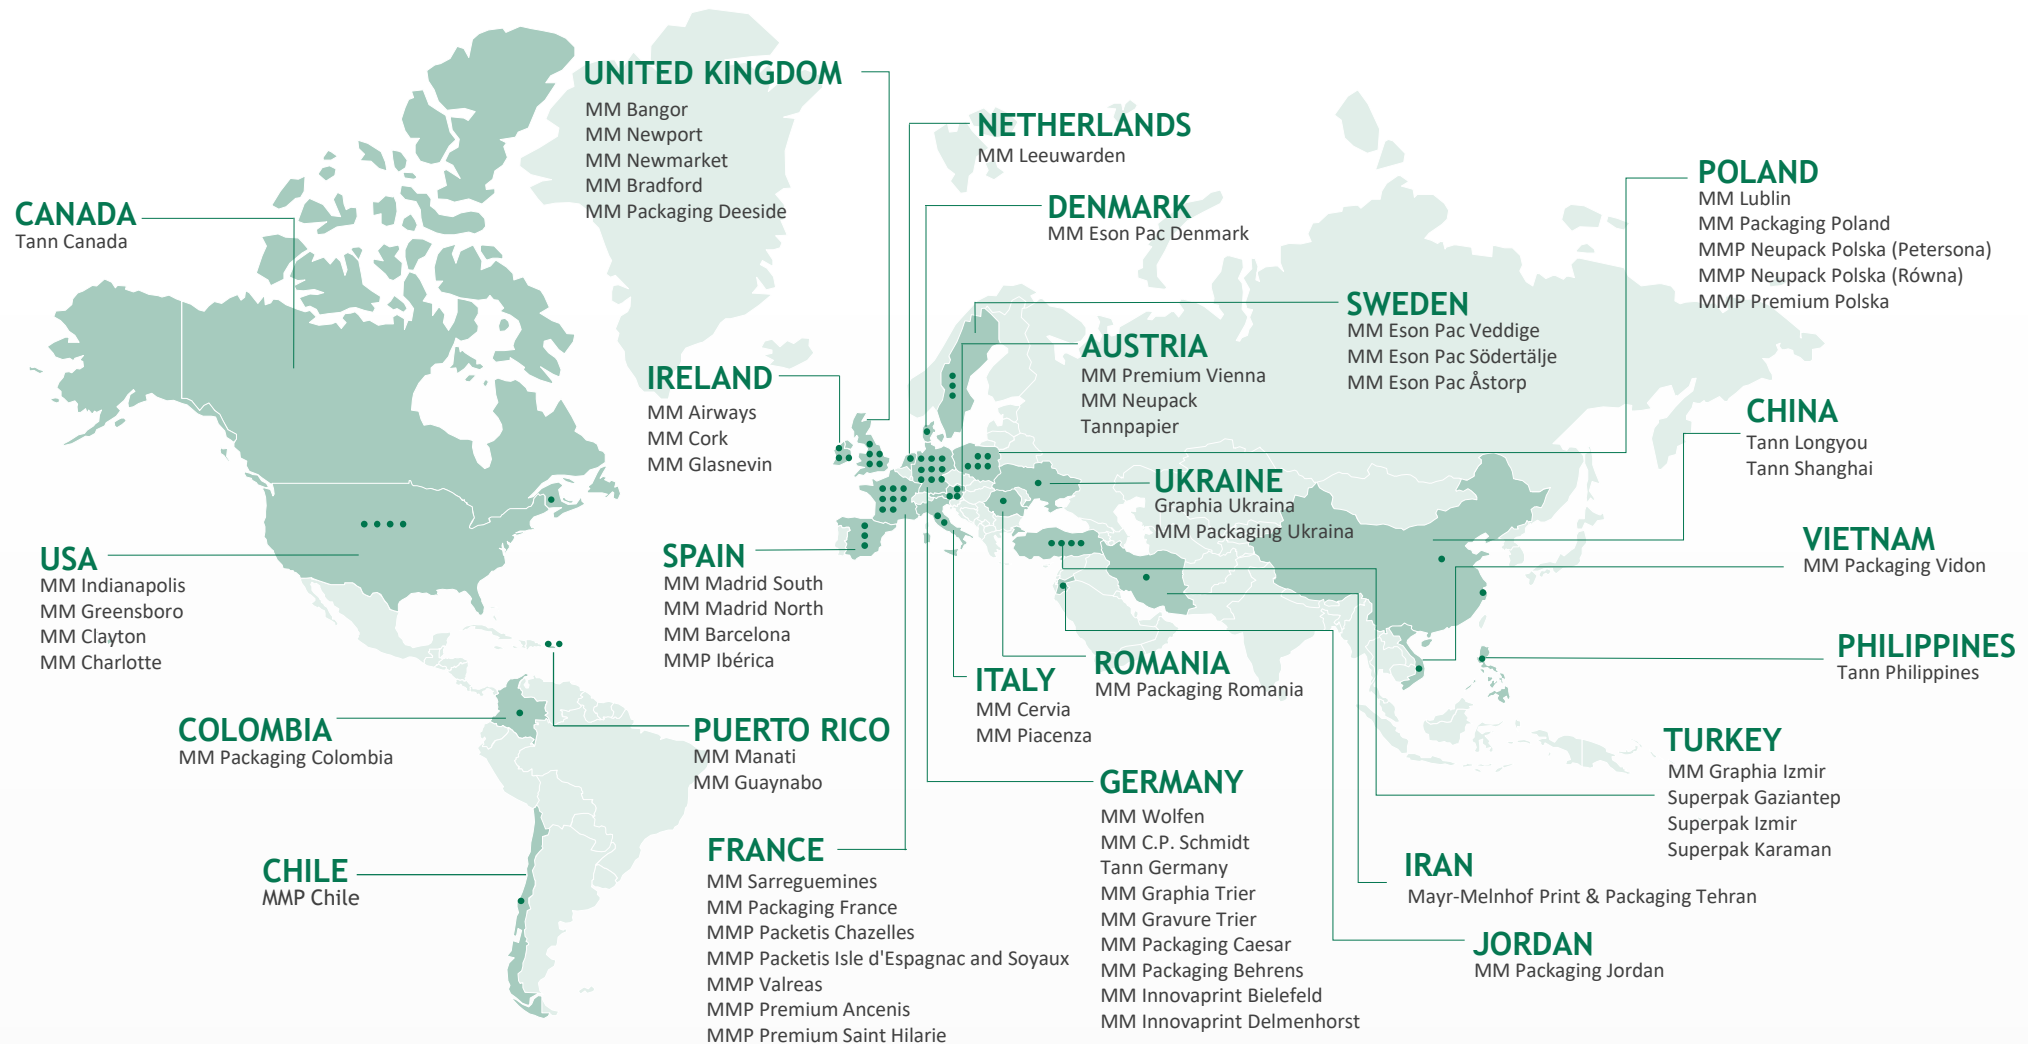 UNITED KINGDOM
MM Bangor
MM Newport
MM Newmarket
MM Bradford
MM Packaging Deeside
NETHERLANDS
MM Leeuwarden
POLAND
MM Lublin
MM Packaging Poland
MMP Neupack Polska (Petersona)
MMP Neupack Polska (Równa)
MMP Premium Polska
CANADA
Tann Canada
DENMARK
MM Eson Pac Denmark
SWEDEN
MM Eson Pac Veddige
MM Eson Pac Södertälje
MM Eson Pac Åstorp
AUSTRIA
MM Premium Vienna
MM Neupack
Tannpapier
IRELAND
MM Airways
MM Cork
MM Glasnevin
CHINA
Tann Longyou
Tann Shanghai
UKRAINE
Graphia Ukraina
MM Packaging Ukraina
VIETNAM
MM Packaging Vidon
USA
MM Indianapolis
MM Greensboro
MM Clayton
MM Charlotte
SPAIN
MM Madrid South
MM Madrid North
MM Barcelona
MMP Ibérica
PHILIPPINES
Tann Philippines
ROMANIA
MM Packaging Romania
ITALY
MM Cervia
MM Piacenza
COLOMBIA
MM Packaging Colombia
PUERTO RICO
MM Manati
MM Guaynabo
TURKEY
MM Graphia Izmir
Superpak Gaziantep
Superpak Izmir
Superpak Karaman
GERMANY
MM Wolfen
MM C.P. Schmidt
Tann Germany
MM Graphia Trier
MM Gravure Trier
MM Packaging Caesar
MM Packaging Behrens
MM Innovaprint Bielefeld
MM Innovaprint Delmenhorst
FRANCE
MM Sarreguemines
MM Packaging France
MMP Packetis Chazelles
MMP Packetis Isle d'Espagnac and Soyaux
MMP Valreas
MMP Premium Ancenis
MMP Premium Saint Hilarie
CHILE
MMP Chile
IRAN
Mayr-Melnhof Print & Packaging Tehran
JORDAN
MM Packaging Jordan